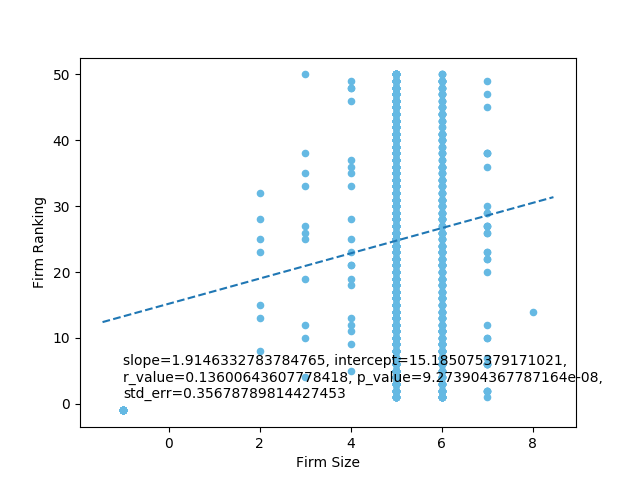 50
40
30
20
10
0
Firm Ranking
slope=1.9146332783784765, intercept=15.185075379171021,
r_value=0.13600643607778418, p_value=9.273904367787164e-08,
std_err=0.35678789814427453
0 2 4 6 8
Firm Size